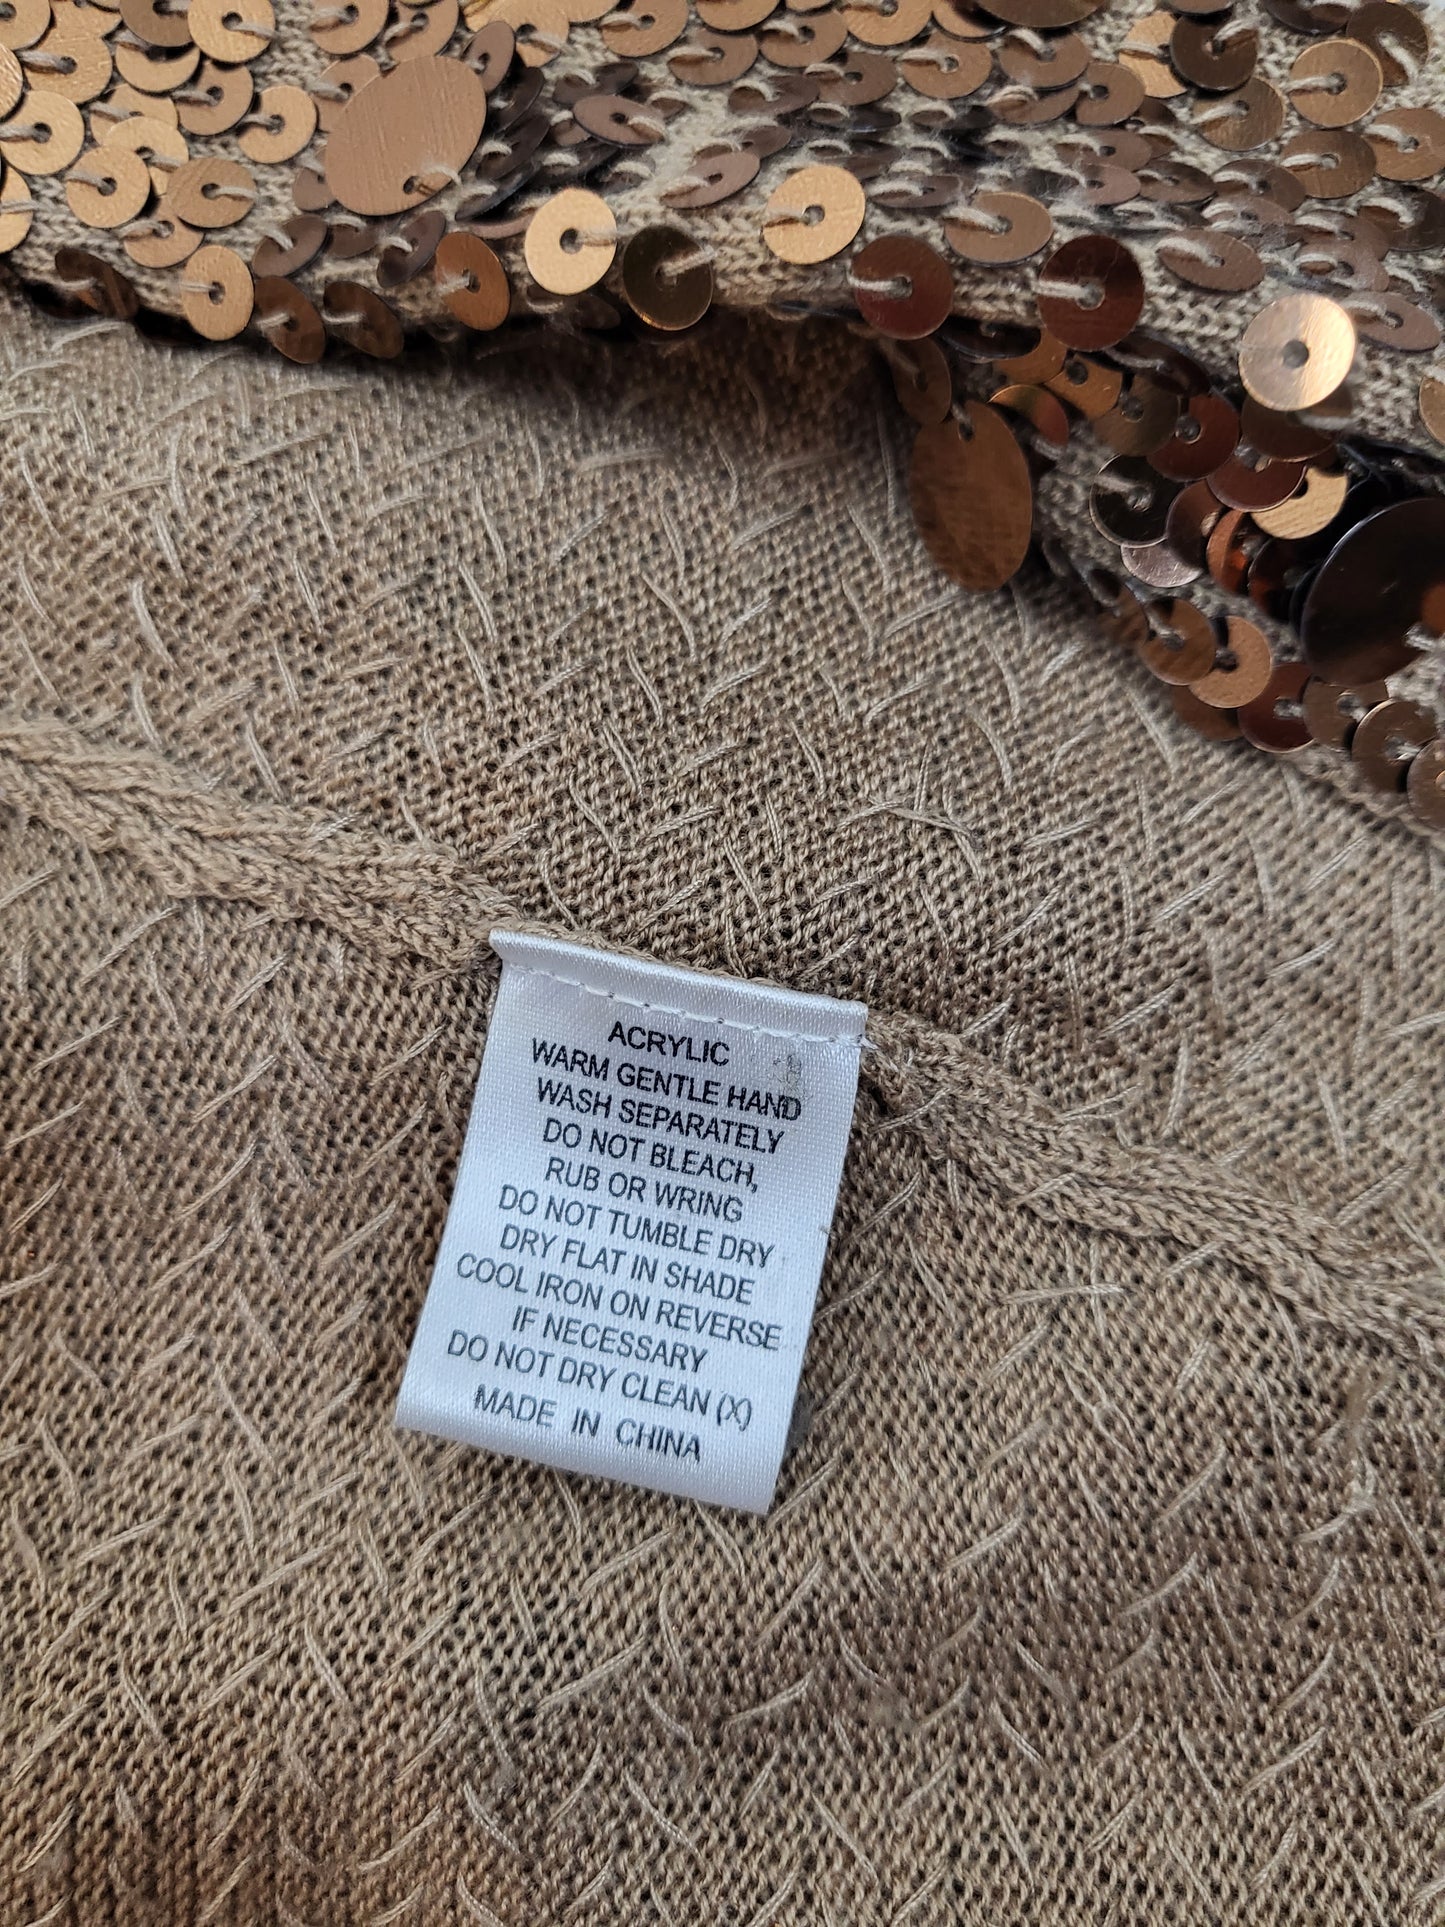 ACRYLIC
WARM GENTLE HAND
WASH SEPARATELY
DO NOT BLEACH,
RUB OR WRING
DO NOT TUMBLE DRY
DRY FLAT IN SHADE
COOL IRON ON REVERSE
IF NECESSARY
DO NOT DRY CLEAN (X)
MADE IN CHINA